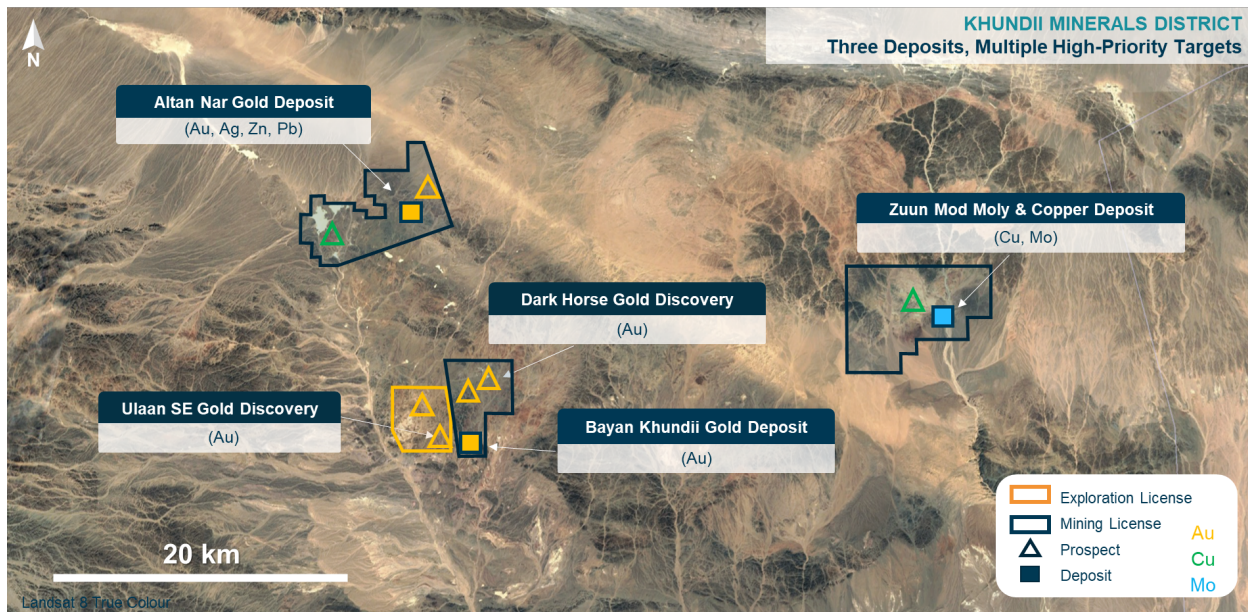 KHUNDII MINERALS DISTRICT
Three Deposits, Multiple High-Priority Targets
N
Altan Nar Gold Deposit
(Au, Ag, Zn, Pb)
Zuun Mod Moly & Copper Deposit
(Cu, Mo)
Dark Horse Gold Discovery
(Au)
Ulaan SE Gold Discovery
(Au)
Bayan Khundii Gold Deposit
(Au)
Exploration License
Mining License
Prospect
Deposit
Au
Cu
Mo
20 km
Landsat 8 True Colour